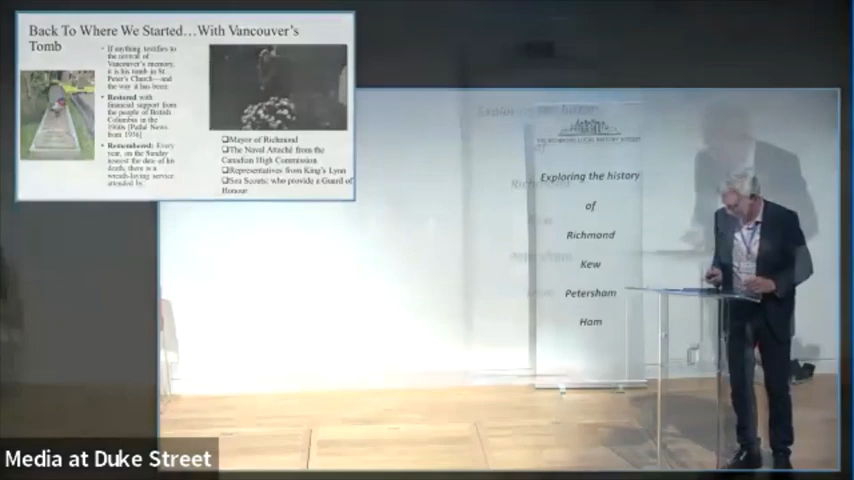 Back To Where We Started…With Vancouver's
Tomb
• If anything testifies to
the revival of
Vancouver's memory,
it is his tomb in St.
Peter's Church—and
the way it has been:
• Restored with
financial support from
the people of British
Columbia in the
[Pathé News
from 1936]
• Remembered: Every
year, on the Sunday
nearest the date of his
death, there is a
wreath-laying service
attended by:
❑Mayor of Richmond
❑The Naval Attaché from the
Canadian High Commission
❑Representatives from King's Lynn
❑Sea Scouts: who provide a Guard of
Honour
Exploring the history
of
Richmond
Kew
Petersham
Ham
Media at Duke Street